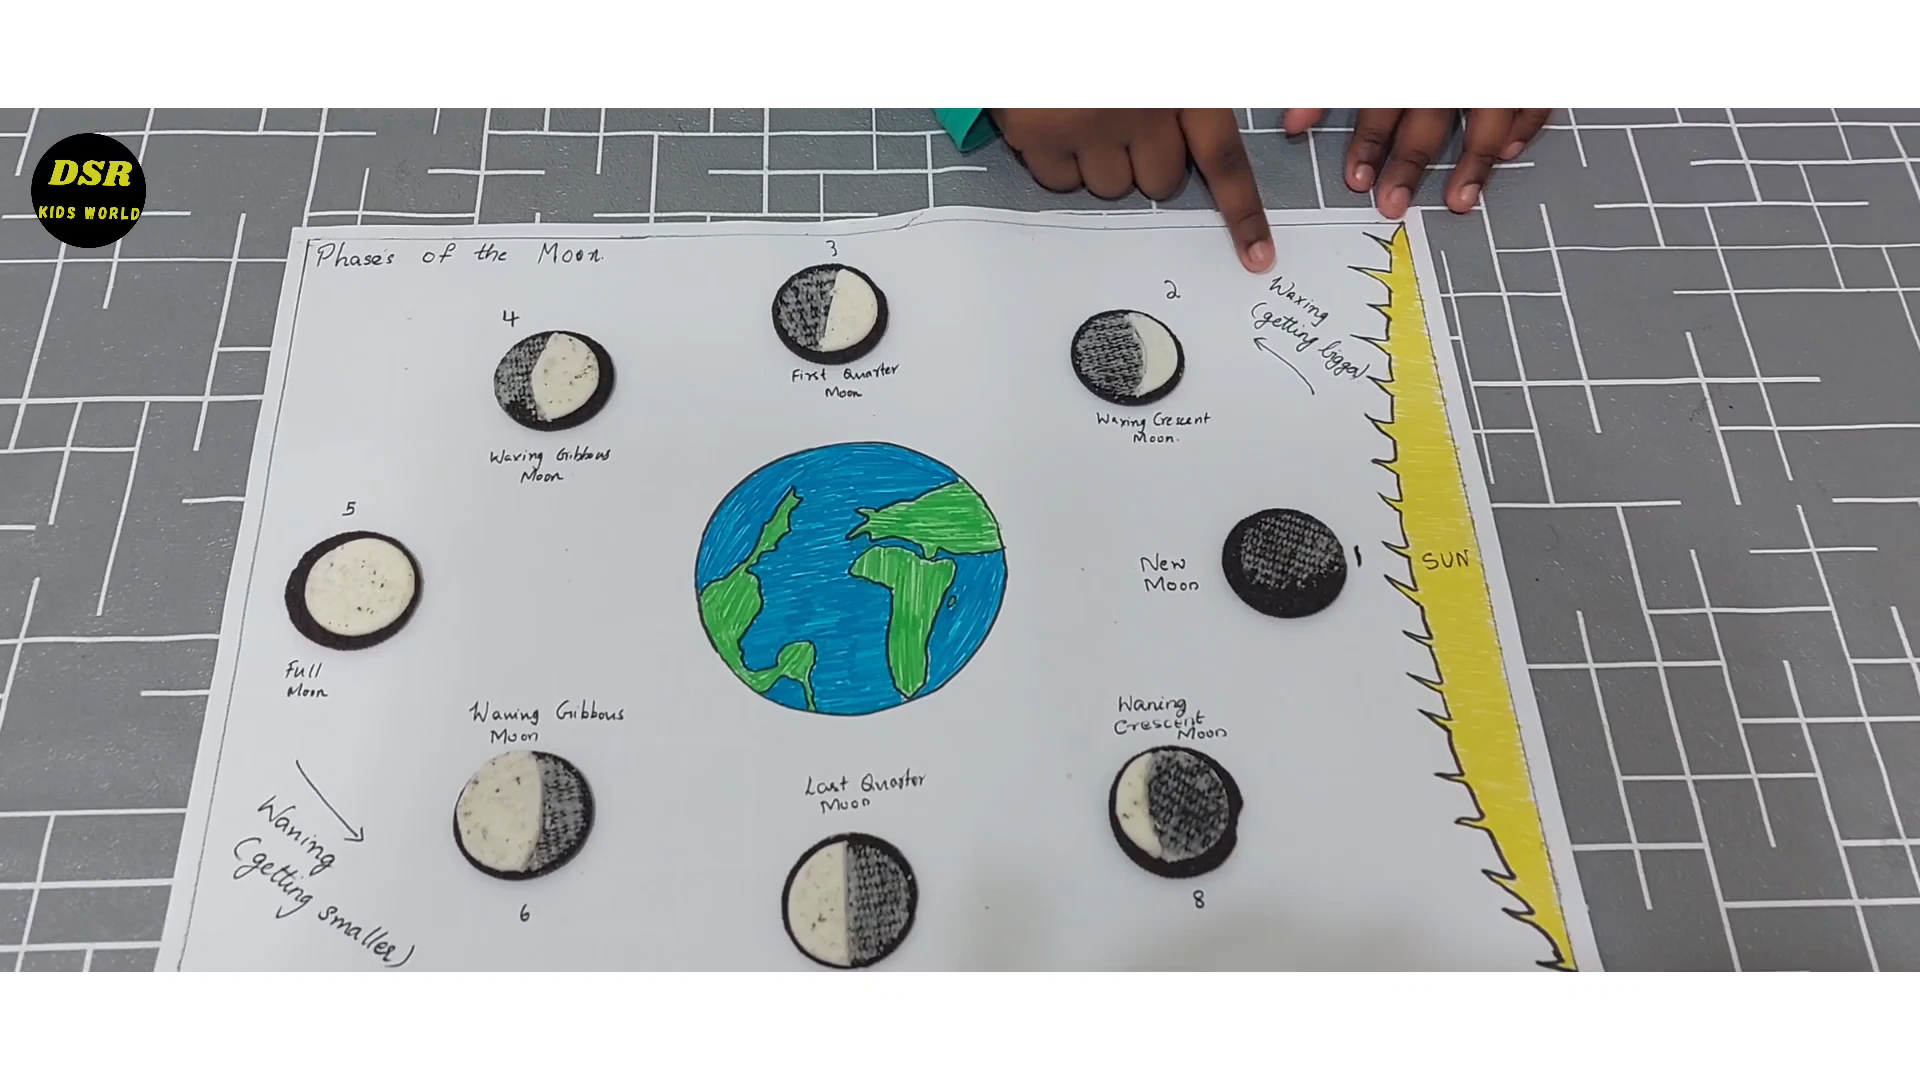 DSR
KIDS WORLD
Phases of the Moon.
3
2
4
Waxing
(getting bigger)
First Quarter
Moon
Waxing Crescent
Moon.
Waxing Gibbous
Moon
5
1
SUN
New
Moon
Full
Moon
Waning Gibbous
Moon
Waning
Crescent
Moon
Last Quarter
Moon
Waning
(getting smaller)
6
8